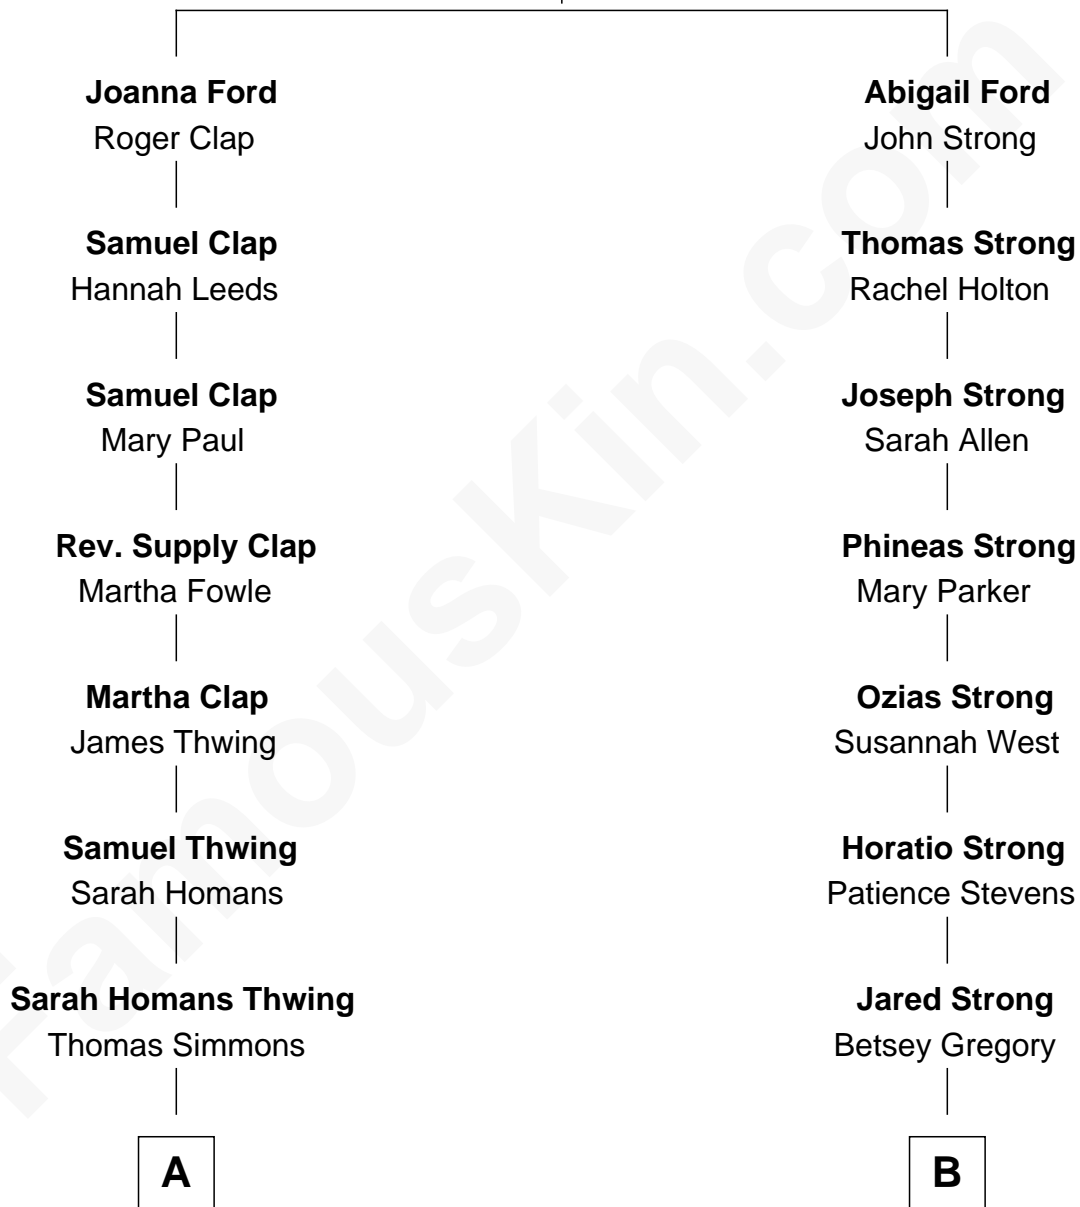 Joanna Ford
Roger Clap
Abigail Ford
John Strong
Samuel Clap
Hannah Leeds
Thomas Strong
Rachel Holton
Samuel Clap
Mary Paul
Joseph Strong
Sarah Allen
Rev. Supply Clap
Martha Fowle
Phineas Strong
Mary Parker
Martha Clap
James Thwing
Ozias Strong
Susannah West
Samuel Thwing
Sarah Homans
Horatio Strong
Patience Stevens
Sarah Homans Thwing
Thomas Simmons
Jared Strong
Betsey Gregory
A
B
FamousKin.com